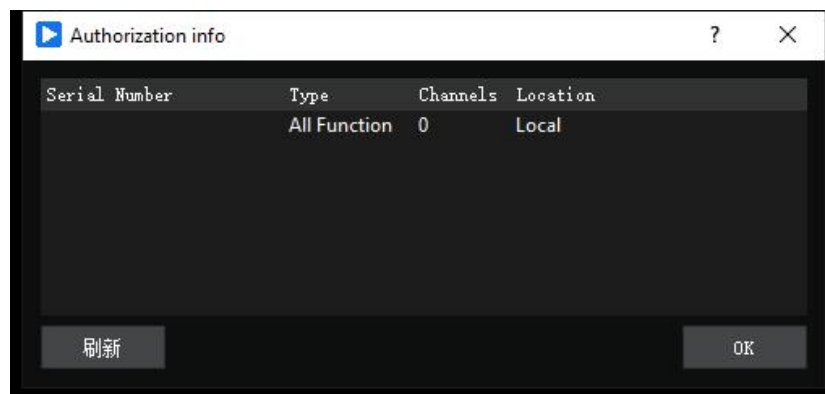 Authorization info ?
Serial Number Type Channels Location
All Function 0 Local
刷新 OK